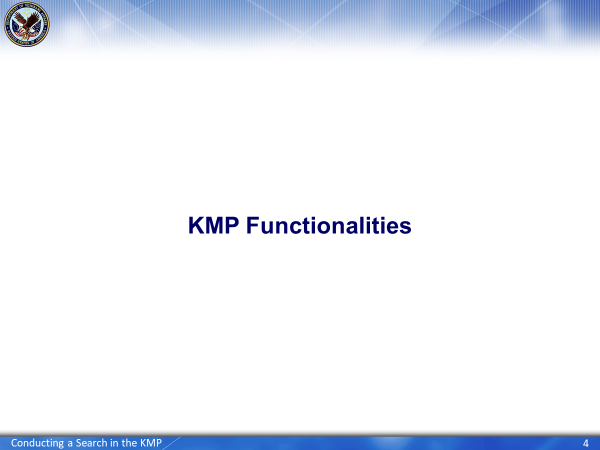 KMP Functionalities
Conducting a Search in the KMP
4